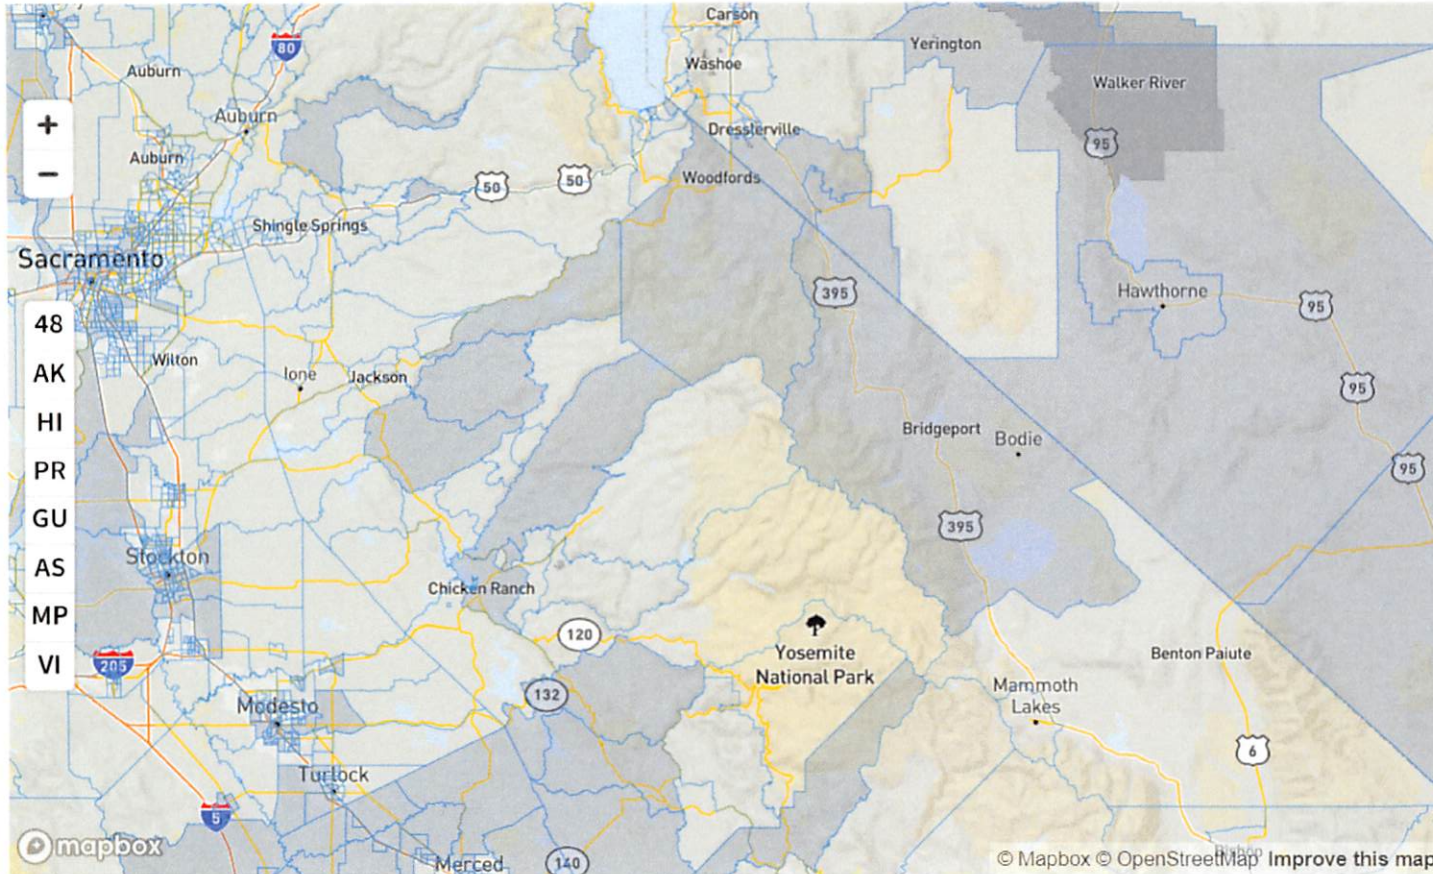 Carson
80
Yerington
Washoe
Auburn
Walker River
Auburn
+
Dresslerville
95
Auburn
−
Woodfords
50
50
Shingle Springs
Sacramento
395
Hawthorne
95
48
Wilton
AK
Ione
Jackson
95
HI
Bridgeport
Bodie
PR
95
GU
395
Stockton
AS
Chicken Ranch
MP
120
Yosemite
National Park
Benton Paiute
VI
205
132
Mammoth
Lakes
Modesto
6
Turlock
5
mapbox
Merced
140
Bishop
© Mapbox © OpenStreetMap Improve this map